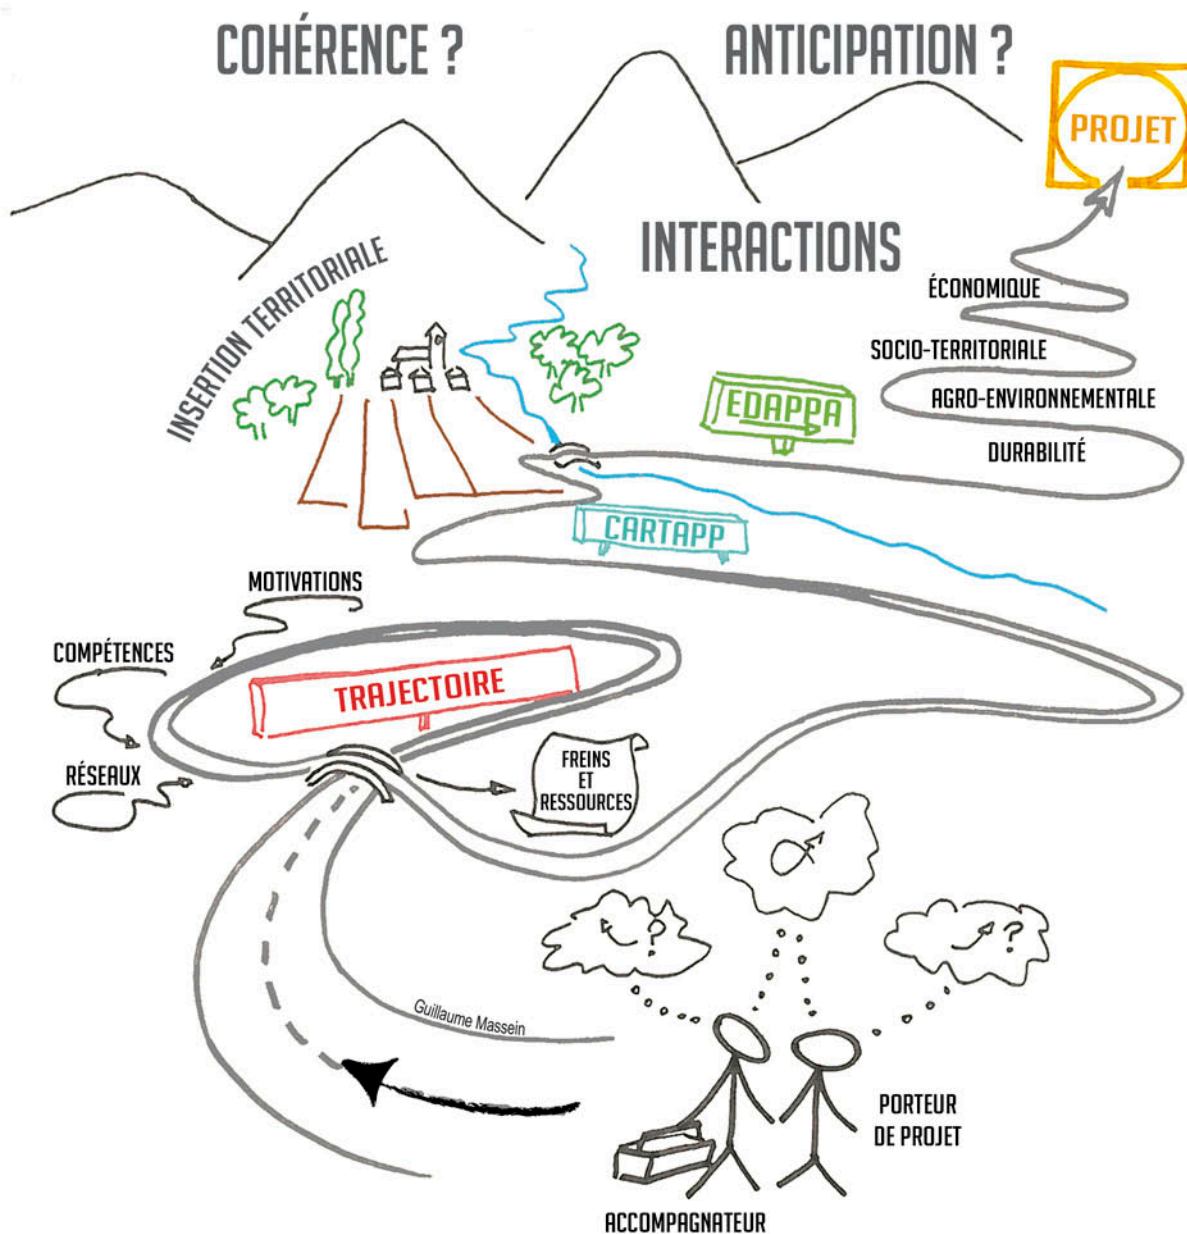 COHÉRENCE ?
ANTICIPATION ?
PROJET
INSERTION TERRITORIALE
INTERACTIONS
ÉCONOMIQUE
SOCIO-TERRITORIALE
AGRO-ENVIRONNEMENTALE
DURABILITÉ
EDAPPA
CARTAPP
MOTIVATIONS
COMPÉTENCES
RÉSEAUX
TRAJECTOIRE
FREINS
ET
RESSOURCES
?
?
Guillaume Massein
PORTEUR
DE PROJET
ACCOMPAGNATEUR